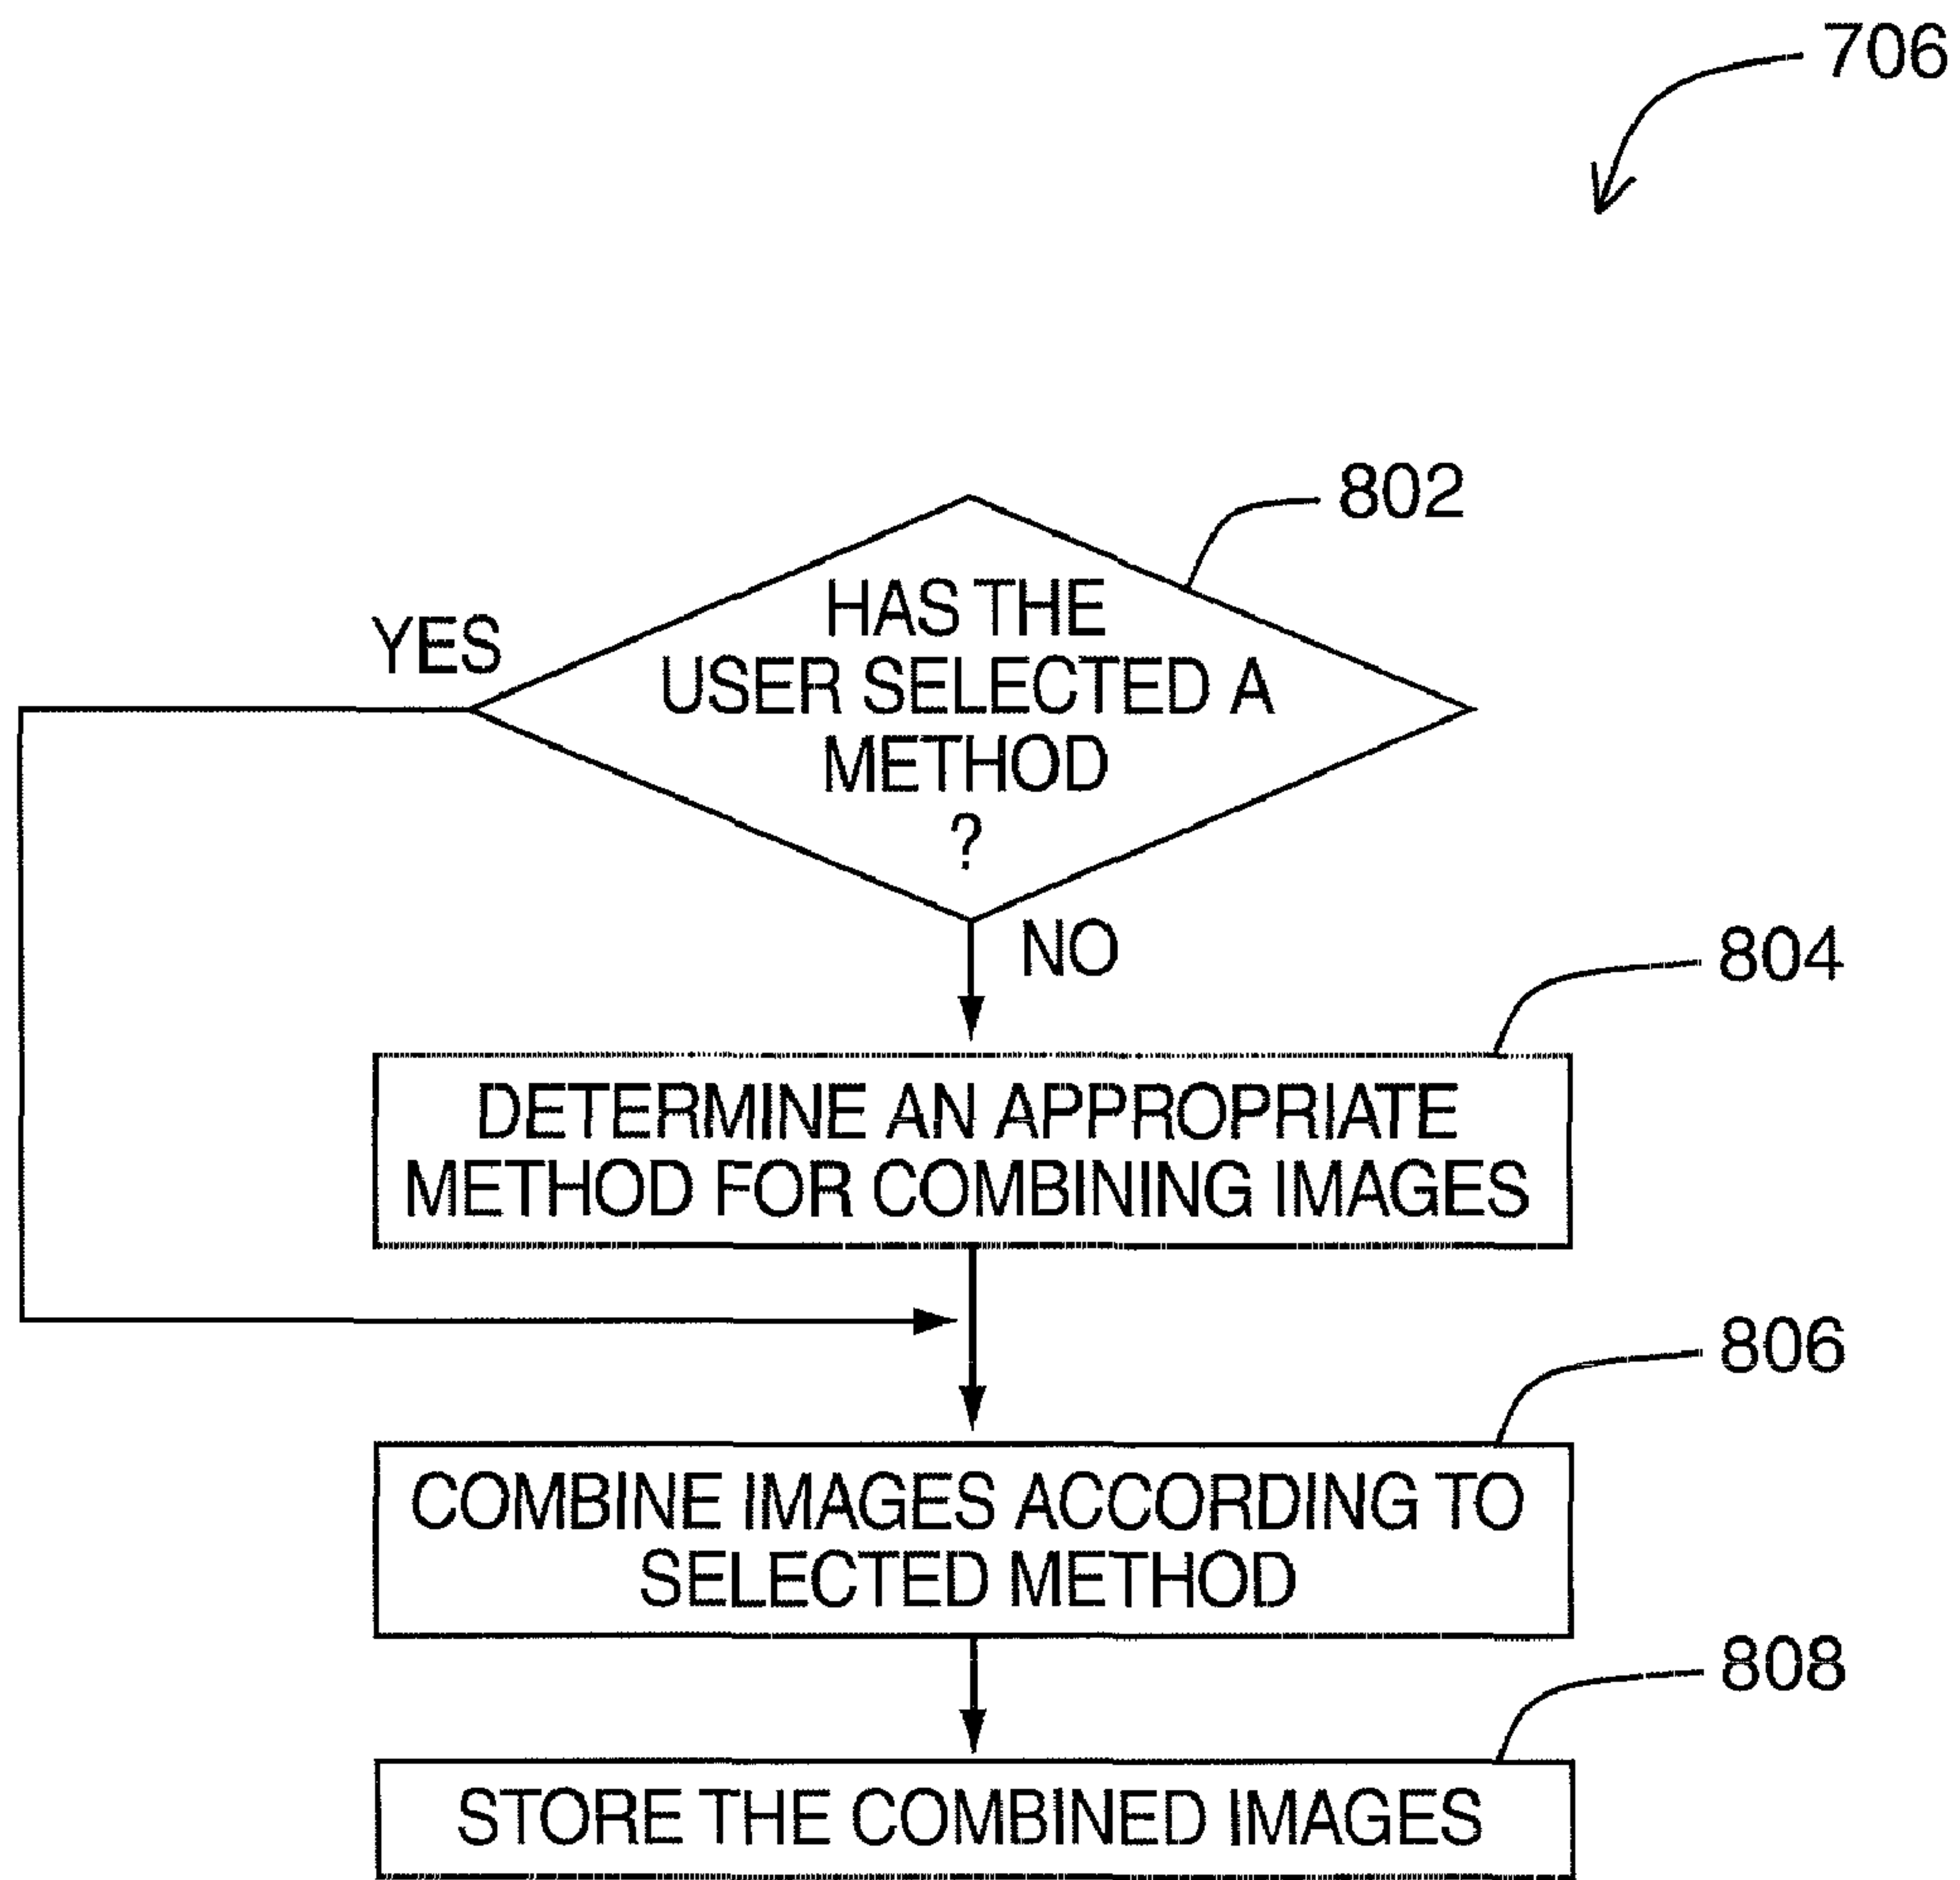 706
802
HAS THE
USER SELECTED A
METHOD
?
YES
NO
804
DETERMINE AN APPROPRIATE
METHOD FOR COMBINING IMAGES
806
COMBINE IMAGES ACCORDING TO
SELECTED METHOD
808
STORE THE COMBINED IMAGES